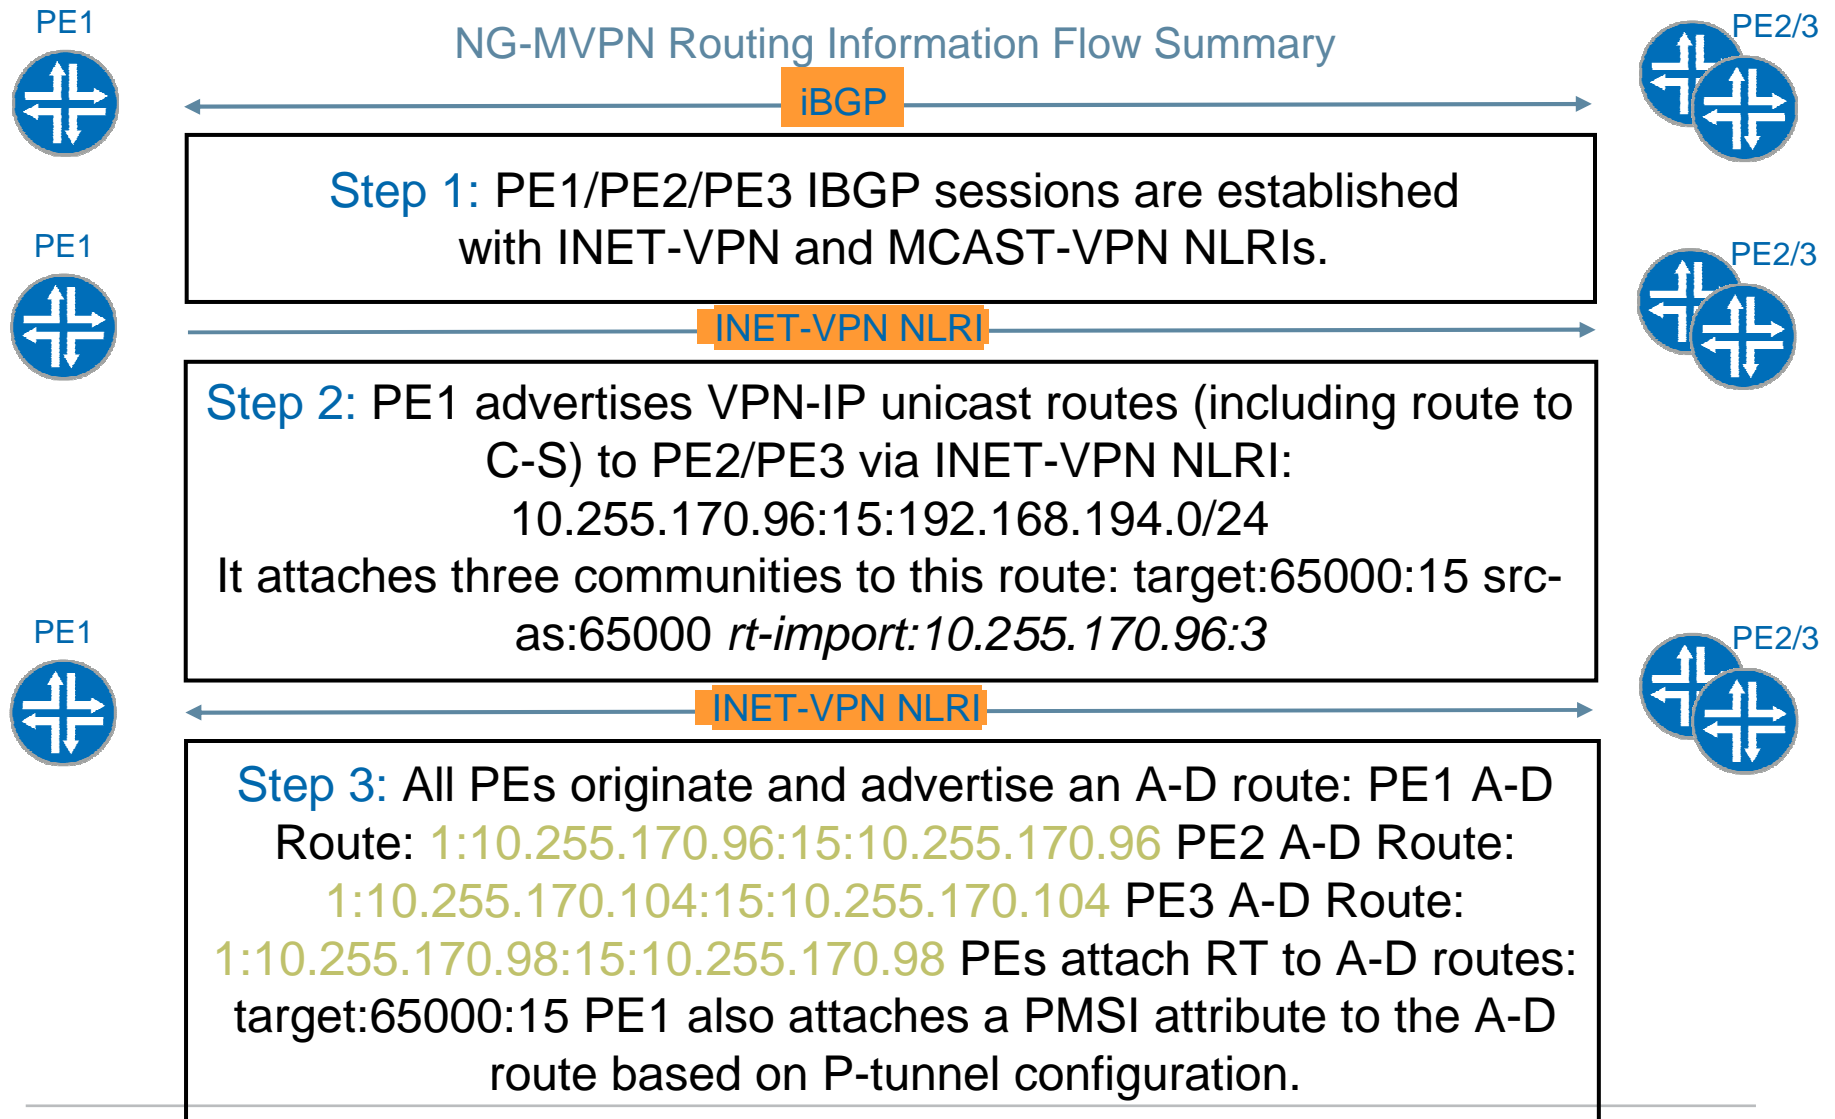 PE1
NG-MVPN Routing Information Flow Summary
PE2/3
iBGP
Step 1: PE1/PE2/PE3 IBGP sessions are established
with INET-VPN and MCAST-VPN NLRIs.
PE1
PE2/3
INET-VPN NLRI
Step 2: PE1 advertises VPN-IP unicast routes (including route to
C-S) to PE2/PE3 via INET-VPN NLRI:
10.255.170.96:15:192.168.194.0/24
It attaches three communities to this route: target:65000:15 src-
as:65000 rt-import:10.255.170.96:3
PE1
PE2/3
INET-VPN NLRI
Step 3: All PEs originate and advertise an A-D route: PE1 A-D
Route: 1:10.255.170.96:15:10.255.170.96 PE2 A-D Route:
1:10.255.170.104:15:10.255.170.104 PE3 A-D Route:
1:10.255.170.98:15:10.255.170.98 PEs attach RT to A-D routes:
target:65000:15 PE1 also attaches a PMSI attribute to the A-D
route based on P-tunnel configuration.